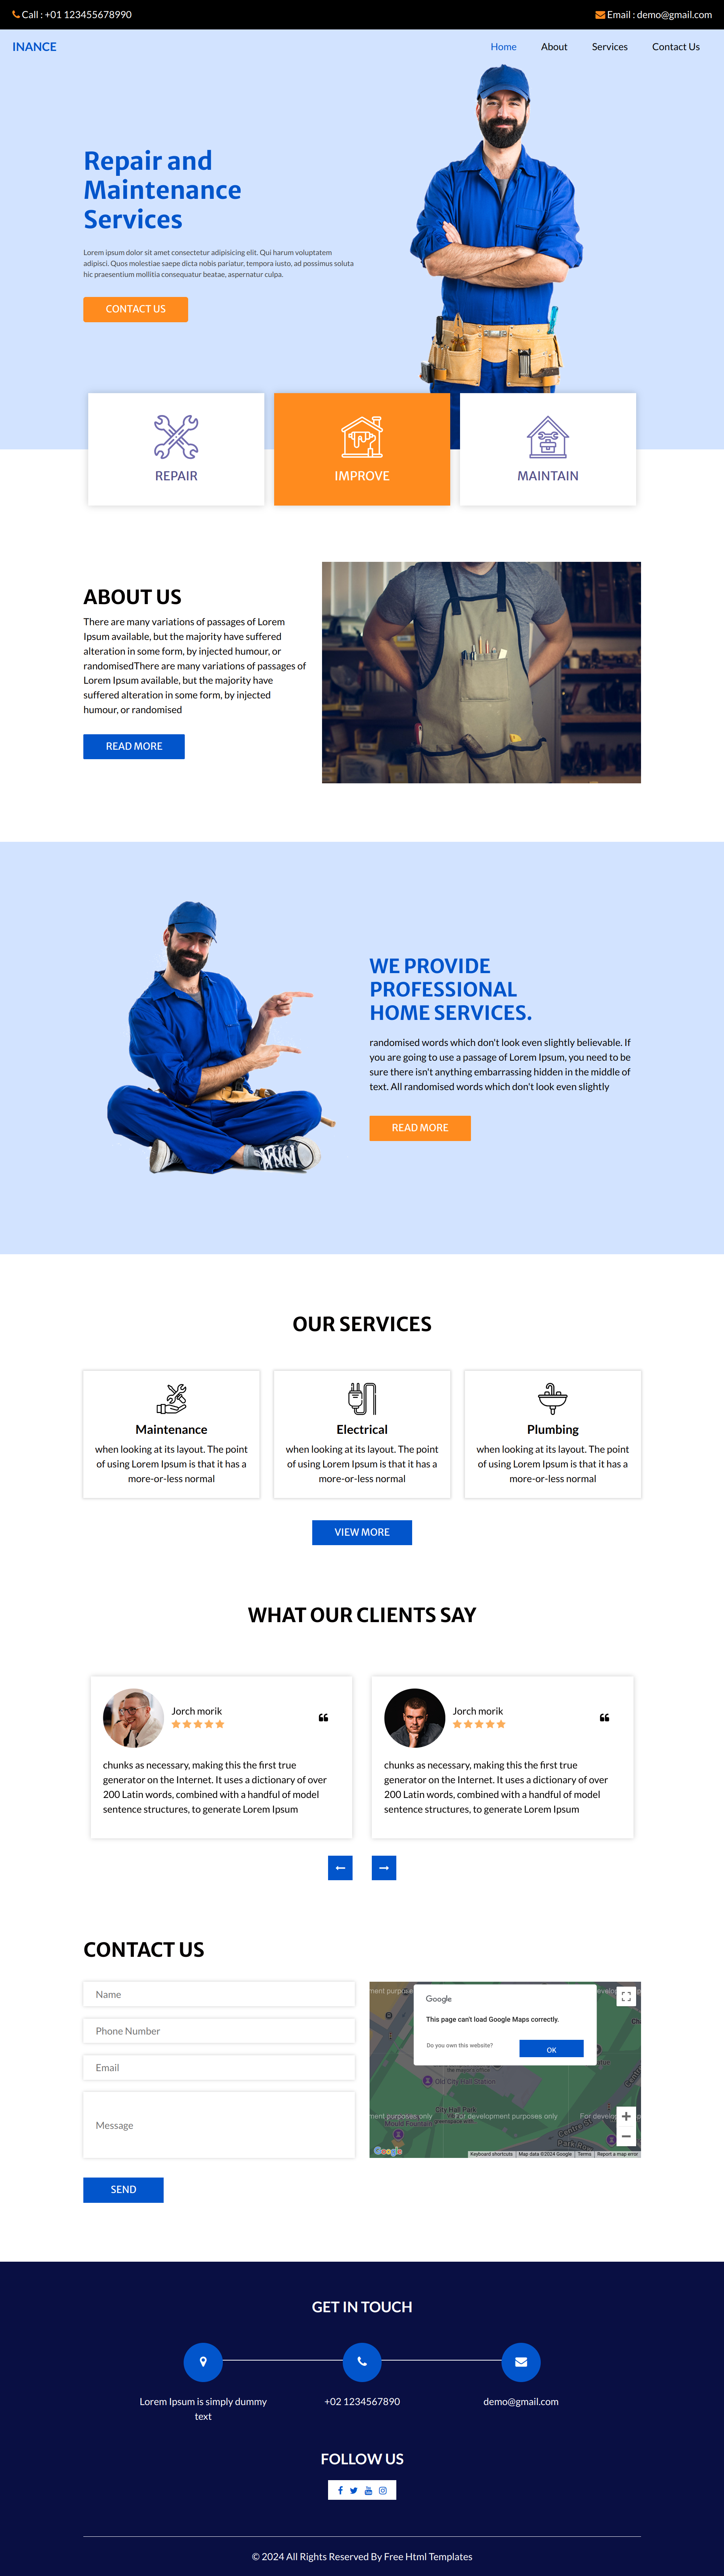 Call : +01 123455678990
Email : demo@gmail.com
INANCE
Home
About
Services
Contact Us
Repair and
Maintenance
Services
Lorem ipsum dolor sit amet consectetur adipisicing elit. Qui harum voluptatem
adipisci. Quos molestiae saepe dicta nobis pariatur, tempora iusto, ad possimus soluta
hic praesentium mollitia consequatur beatae, aspernatur culpa.
CONTACT US
REPAIR
IMPROVE
MAINTAIN
ABOUT US
There are many variations of passages of Lorem
Ipsum available, but the majority have suffered
alteration in some form, by injected humour, or
randomisedThere are many variations of passages of
Lorem Ipsum available, but the majority have
suffered alteration in some form, by injected
humour, or randomised
READ MORE
WE PROVIDE
PROFESSIONAL
HOME SERVICES.
randomised words which don't look even slightly believable. If
you are going to use a passage of Lorem Ipsum, you need to be
sure there isn't anything embarrassing hidden in the middle of
text. All randomised words which don't look even slightly
READ MORE
OUR SERVICES
Maintenance
when looking at its layout. The point
of using Lorem Ipsum is that it has a
more-or-less normal
Electrical
when looking at its layout. The point
of using Lorem Ipsum is that it has a
more-or-less normal
Plumbing
when looking at its layout. The point
of using Lorem Ipsum is that it has a
more-or-less normal
VIEW MORE
WHAT OUR CLIENTS SAY
Jorch morik
chunks as necessary, making this the first true
generator on the Internet. It uses a dictionary of over
200 Latin words, combined with a handful of model
sentence structures, to generate Lorem Ipsum
Jorch morik
chunks as necessary, making this the first true
generator on the Internet. It uses a dictionary of over
200 Latin words, combined with a handful of model
sentence structures, to generate Lorem Ipsum
CONTACT US
Name
Phone Number
Email
Message
SEND
Google
This page can't load Google Maps correctly.
Do you own this website?
OK
Old City Hall Station
City Hall Park
ment purposes only
For development purposes only
Google
Keyboard shortcuts
Map data ©2024 Google
Terms
Report a map error
GET IN TOUCH
Lorem Ipsum is simply dummy
text
+02 1234567890
demo@gmail.com
FOLLOW US
© 2024 All Rights Reserved By Free Html Templates